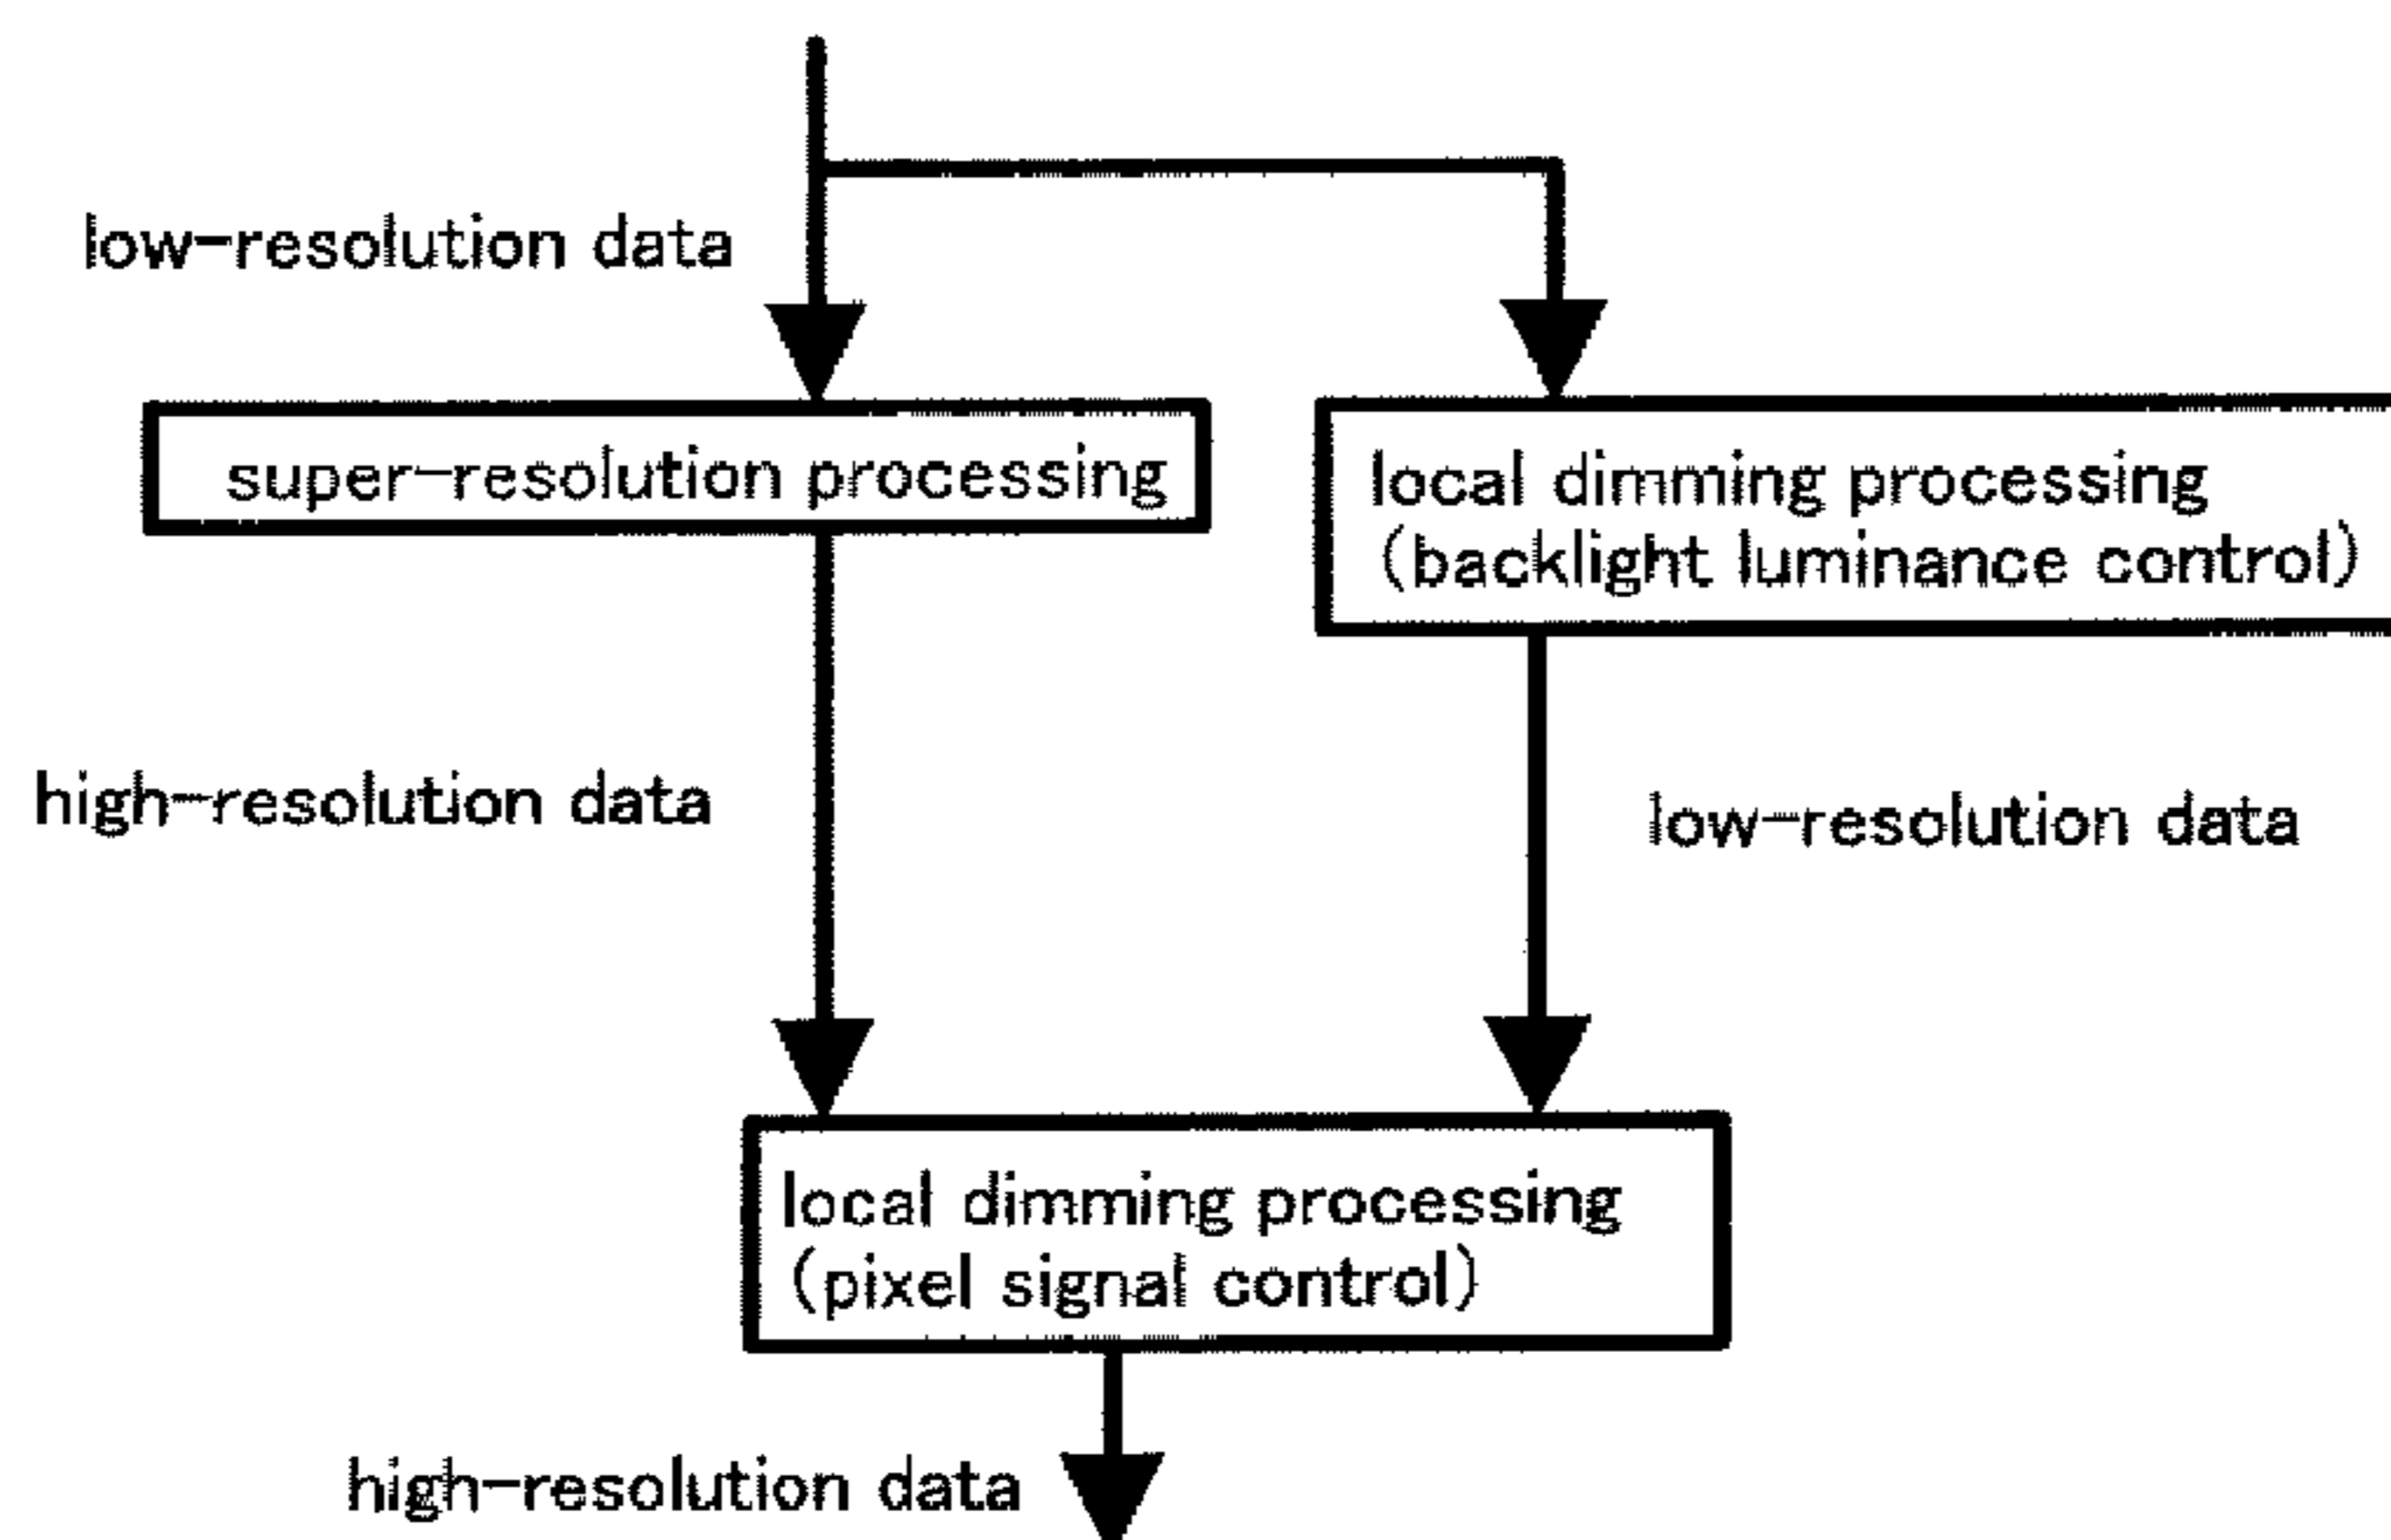 low-resolution data
super-resolution processing
local dimming processing
(backlight luminance control)
high-resolution data
low-resolution data
local dimming processing
(pixel signal control)
high-resolution data